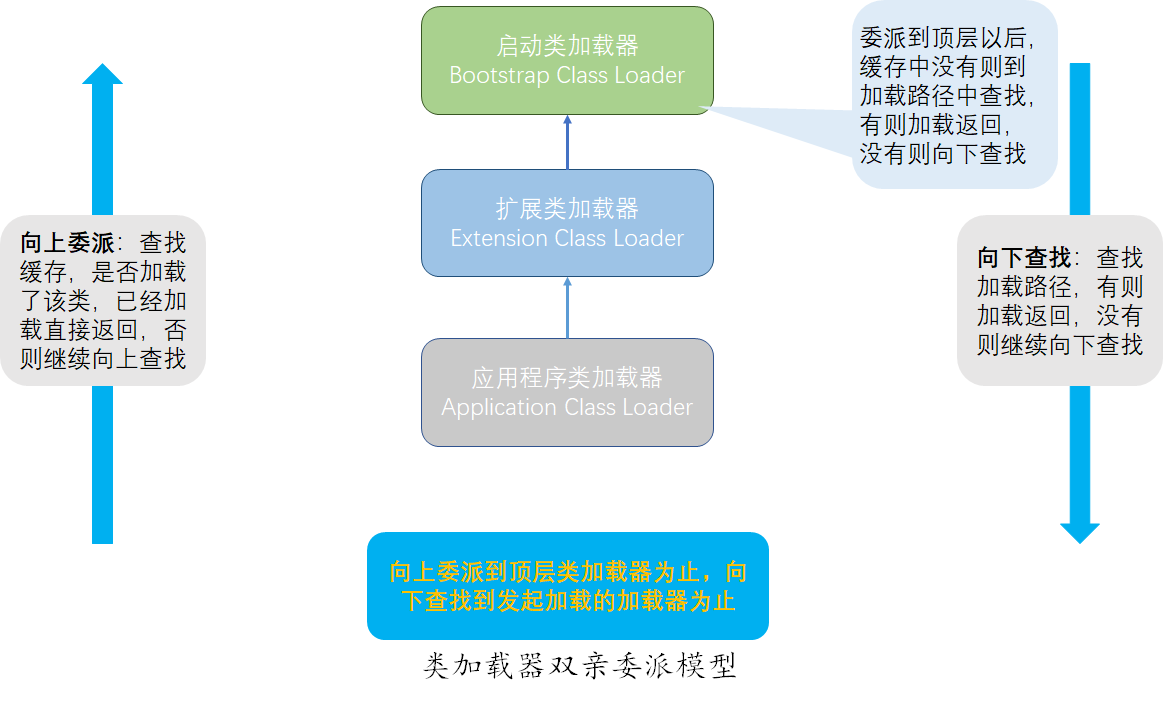 启动类加载器
Bootstrap Class Loader
委派到顶层以后，
缓存中没有则到
加载路径中查找，
有则加载返回，
没有则向下查找
扩展类加载器
Extension Class Loader
向上委派：查找
缓存，是否加载
了该类，已经加
载直接返回，否
则继续向上查找
向下查找：查找
加载路径，有则
加载返回，没有
则继续向下查找
应用程序类加载器
Application Class Loader
向上委派到顶层类加载器为止，向
下查找到发起加载的加载器为止
类加载器双亲委派模型